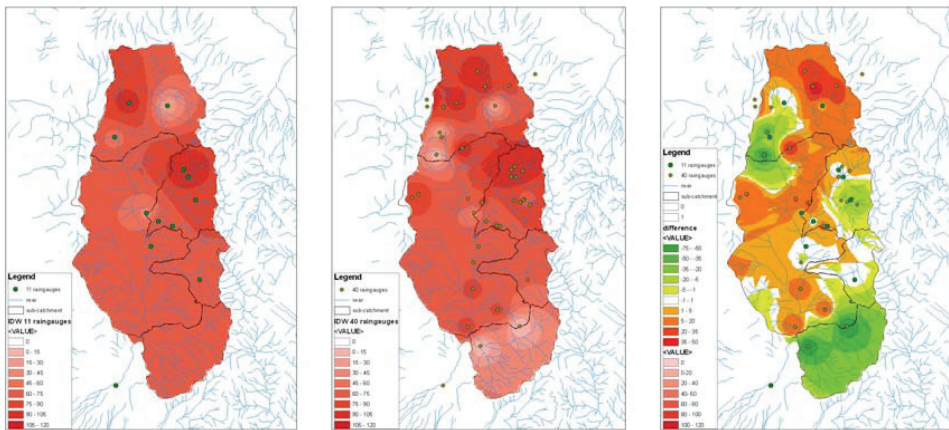 Legend
11 raingauges
river
sub-catchment
IDW 11 raingauges
<VALUE>
0
0 - 15
15 - 30
30 - 45
45 - 60
60 - 75
75 - 90
90 - 105
105 - 120
Legend
40 raingauges
river
sub-catchment
IDW 40 raingauges
<VALUE>
0
0 - 15
15 - 30
30 - 45
45 - 60
60 - 75
75 - 90
90 - 105
105 - 120
Legend
11 raingauges
40 raingauges
river
sub-catchment
0
1
difference
<VALUE>
-35 - -20
-20 - -5
-5 - -1
-1 - 1
1 - 5
5 - 20
20 - 35
35 - 50
<VALUE>
0
0-20
20 - 40
40 - 60
60 - 80
80 - 100
100 - 120